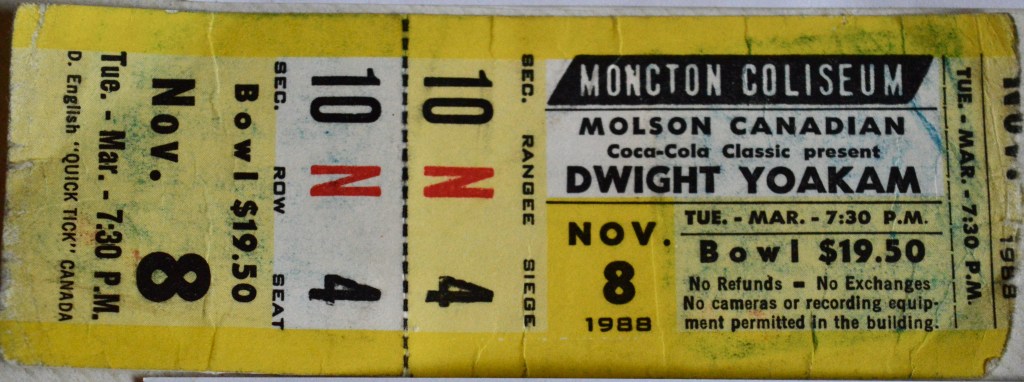 Nov. 8
Tue. - Mar. - 7:30 P.M.
D. English "QUICK TICK" CANADA
Bowl $19.50
SEC. ROW SEAT
10 N 4
10 N 4
SEC. RANGEE SIEGE
MONCTON COLISEUM
MOLSON CANADIAN
Coca-Cola Classic present
DWIGHT YOAKAM
NOV.
8
1988
TUE. - MAR. - 7:30 P.M.
Bowl $19.50
No Refunds – No Exchanges
No cameras or recording equip-
ment permitted in the building.
TUE. MAR. - 7:30 P.M.
NOV. 1988